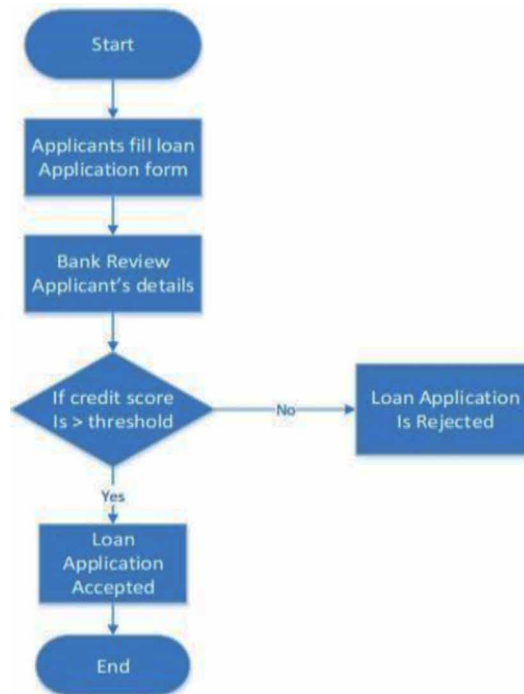 Start
Applicants fill loan
Application form
Bank Review
Applicant's details
If credit score
Is > threshold
No
Loan Application
Is Rejected
Yes
Loan
Application
Accepted
End